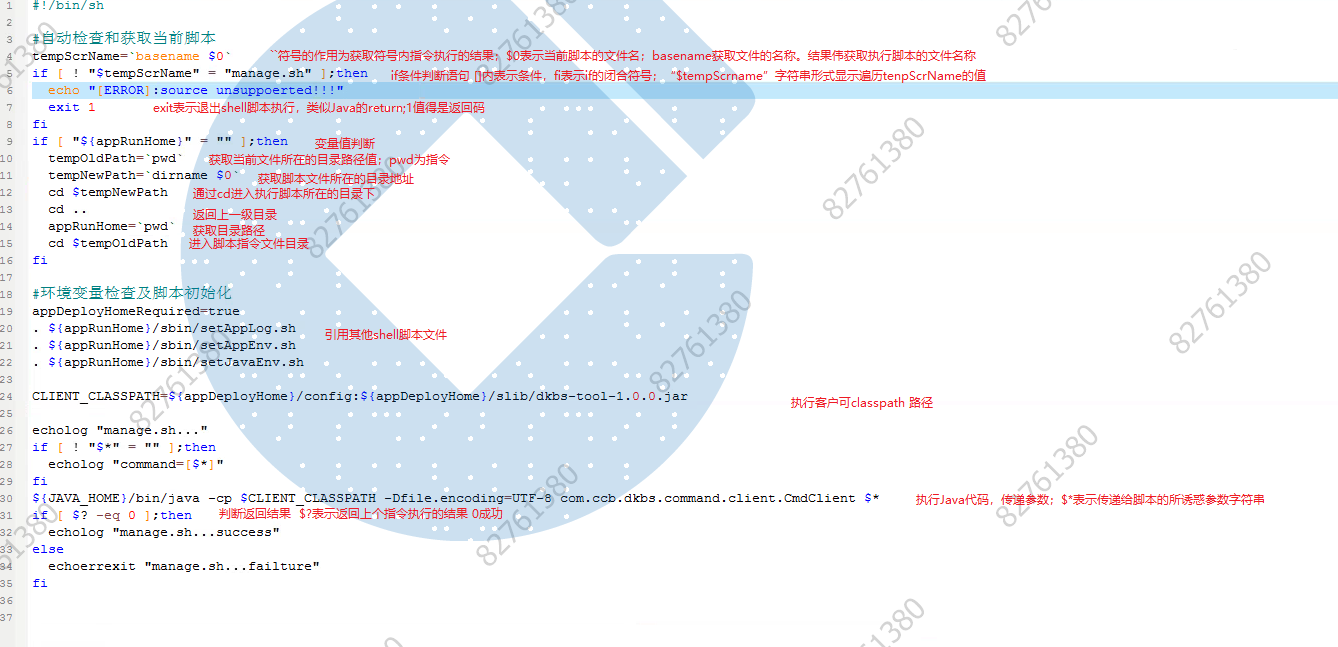 1 #!/bin/sh
2
3 #自动检查和获取当前脚本
4 tempScrName=`basename $0` ``符号的作用为获取符号内指令执行的结果；$0表示当前脚本的文件名；basename获取文件的名称。结果伟获取执行脚本的文件名称
5 if [ ! "$tempScrName" = "manage.sh" ];then if条件判断语句 []内表示条件，fi表示if的闭合符号； “$tempScrname”字符串形式显示遍历tenpScrName的值
6 echo "[ERROR]:source unsuppoerted!!!"
7 exit 1 exit表示退出shell脚本执行，类似Java的return;1值得是返回码
8 fi
9 if [ "${appRunHome}" = "" ];then 变量值判断
10 tempOldPath=`pwd` 获取当前文件所在的目录路径值；pwd为指令
11 tempNewPath=`dirname $0` 获取脚本文件所在的目录地址
12 cd $tempNewPath 通过cd进入执行脚本所在的目录下
13 cd .. 返回上一级目录
14 appRunHome=`pwd` 获取目录路径
15 cd $tempOldPath 进入脚本指令文件目录
16 fi
17
18 #环境变量检查及脚本初始化
19 appDeployHomeRequired=true
20 . ${appRunHome}/sbin/setAppLog.sh 引用其他shell脚本文件
21 . ${appRunHome}/sbin/setAppEnv.sh
22 . ${appRunHome}/sbin/setJavaEnv.sh
23
24 CLIENT_CLASSPATH=${appDeployHome}/config:${appDeployHome}/slib/dkbs-tool-1.0.0.jar 执行客户可classpath 路径
25
26 echolog "manage.sh..."
27 if [ ! "$*" = "" ];then
28 echolog "command=[$*]"
29 fi
30 ${JAVA_HOME}/bin/java -cp $CLIENT_CLASSPATH -Dfile.encoding=UTF-8 com.ccb.dkbs.command.client.CmdClient $* 执行Java代码，传递参数；$*表示传递给脚本的所诱惑参数字符串
31 if [ $? -eq 0 ];then 判断返回结果 $?表示返回上个指令执行的结果 0成功
32 echolog "manage.sh...success"
33 else
34 echoerrexit "manage.sh...failture"
35 fi
36
37
82761380
82761380
82761380
82761380
82761380
82761380
82761380
82761380
82761380
82761380
82761380